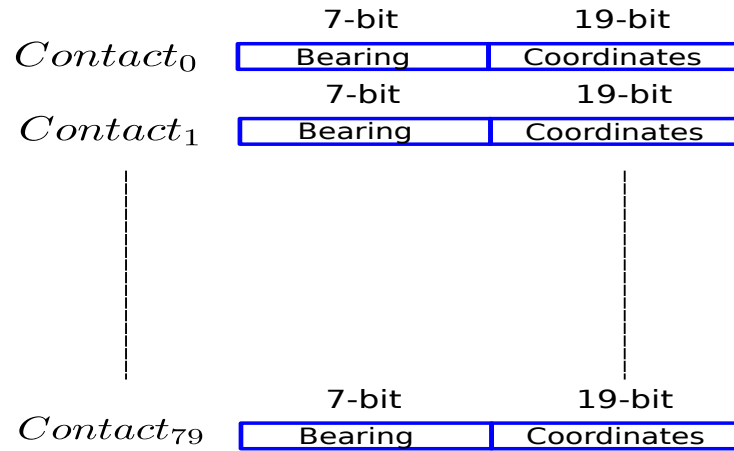 7-bit 19-bit
Contact₀ Bearing Coordinates
7-bit 19-bit
Contact₁ Bearing Coordinates
7-bit 19-bit
Contact₇₉ Bearing Coordinates